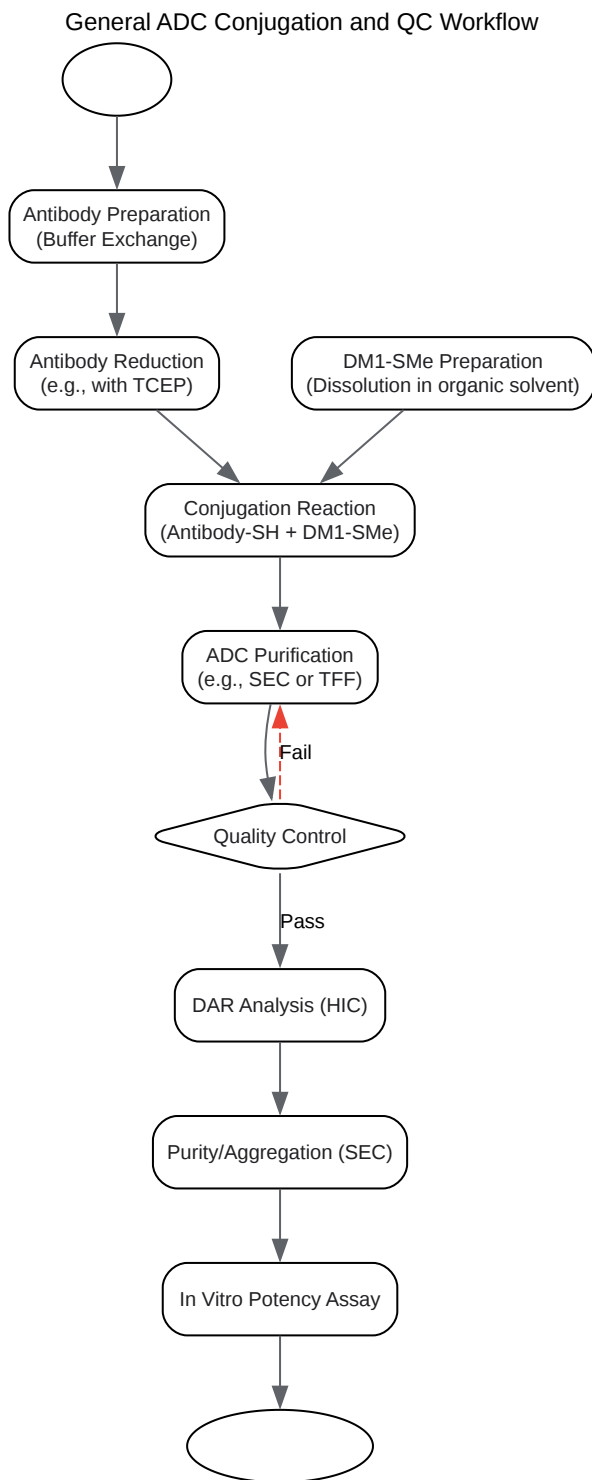 General ADC Conjugation and QC Workflow
Antibody Preparation
(Buffer Exchange)
Antibody Reduction
(e.g., with TCEP)
DM1-SMe Preparation
(Dissolution in organic solvent)
Conjugation Reaction
(Antibody-SH + DM1-SMe)
ADC Purification
(e.g., SEC or TFF)
Fail
Quality Control
Pass
DAR Analysis (HIC)
Purity/Aggregation (SEC)
In Vitro Potency Assay